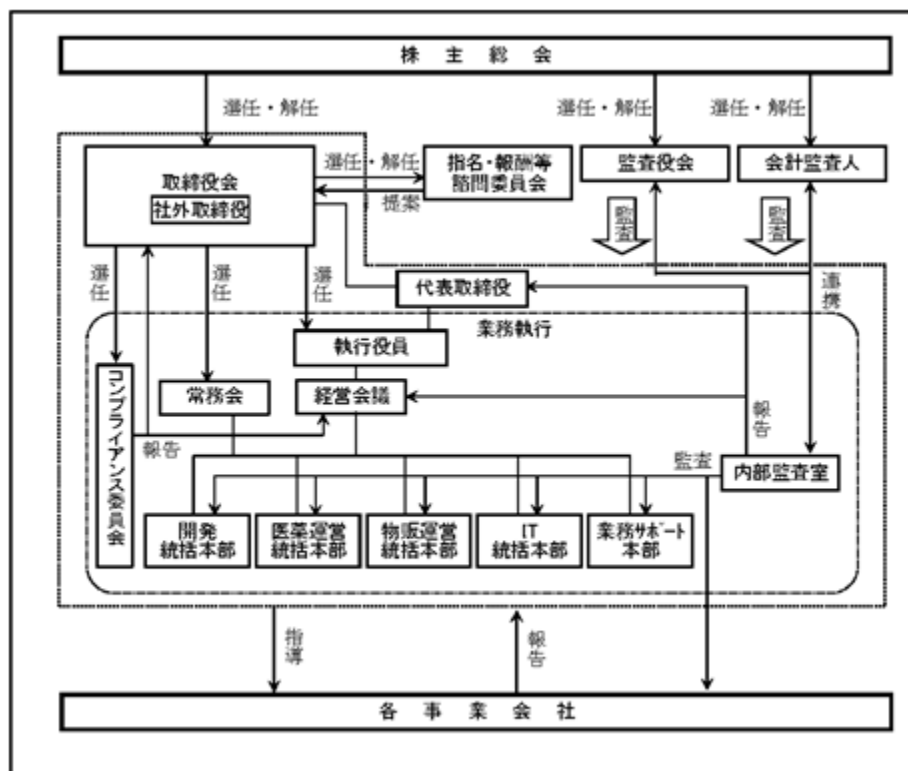 株主総会
選任・解任
選任・解任
選任・解任
取締役会
社外取締役
選任・解任
提案
指名・報酬等
諮問委員会
監査役会
会計監査人
監査
監査
選任
選任
選任
代表取締役
連携
業務執行
執行役員
コンプライアンス委員会
常務会
経営会議
報告
報告
監査
内部監査室
開発
統括本部
医薬運営
統括本部
物販運営
統括本部
IT
統括本部
業務サポート
本部
指導
報告
各事業会社